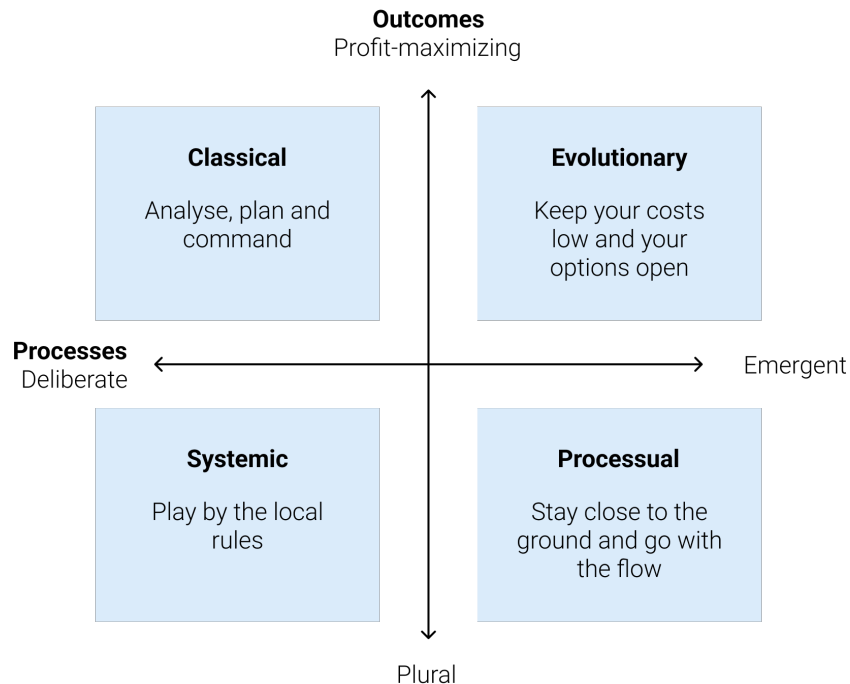 Outcomes
Profit-maximizing
Classical
Analyse, plan and
command
Evolutionary
Keep your costs
low and your
options open
Processes
Deliberate
Emergent
Systemic
Play by the local
rules
Processual
Stay close to the
ground and go with
the flow
Plural